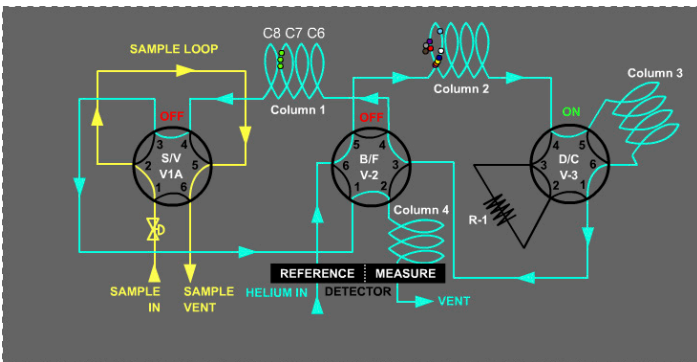 C8 C7 C6
SAMPLE LOOP
Column 1
Column 2
Column 3
OFF
OFF
ON
3 4
2 S/V 5
V1A
1 6
5 4
6 B/F 3
V-2
1 2
4 5
3 D/C 6
V-3
2 1
R-1
Column 4
REFERENCE MEASURE
DETECTOR
SAMPLE
IN
SAMPLE
VENT
HELIUM IN
VENT